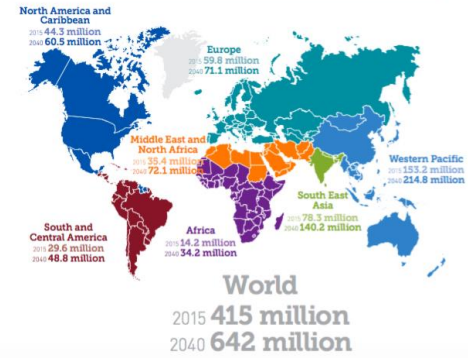 North America and
Caribbean
2015 44.3 million
2040 60.5 million
Europe
2015 59.8 million
2040 71.1 million
Middle East and
North Africa
2015 35.4 million
2040 72.1 million
Western Pacific
2015 153.2 million
2040 214.8 million
South East
Asia
2015 78.3 million
2040 140.2 million
South and
Central America
2015 29.6 million
2040 48.8 million
Africa
2015 14.2 million
2040 34.2 million
World
2015 415 million
2040 642 million